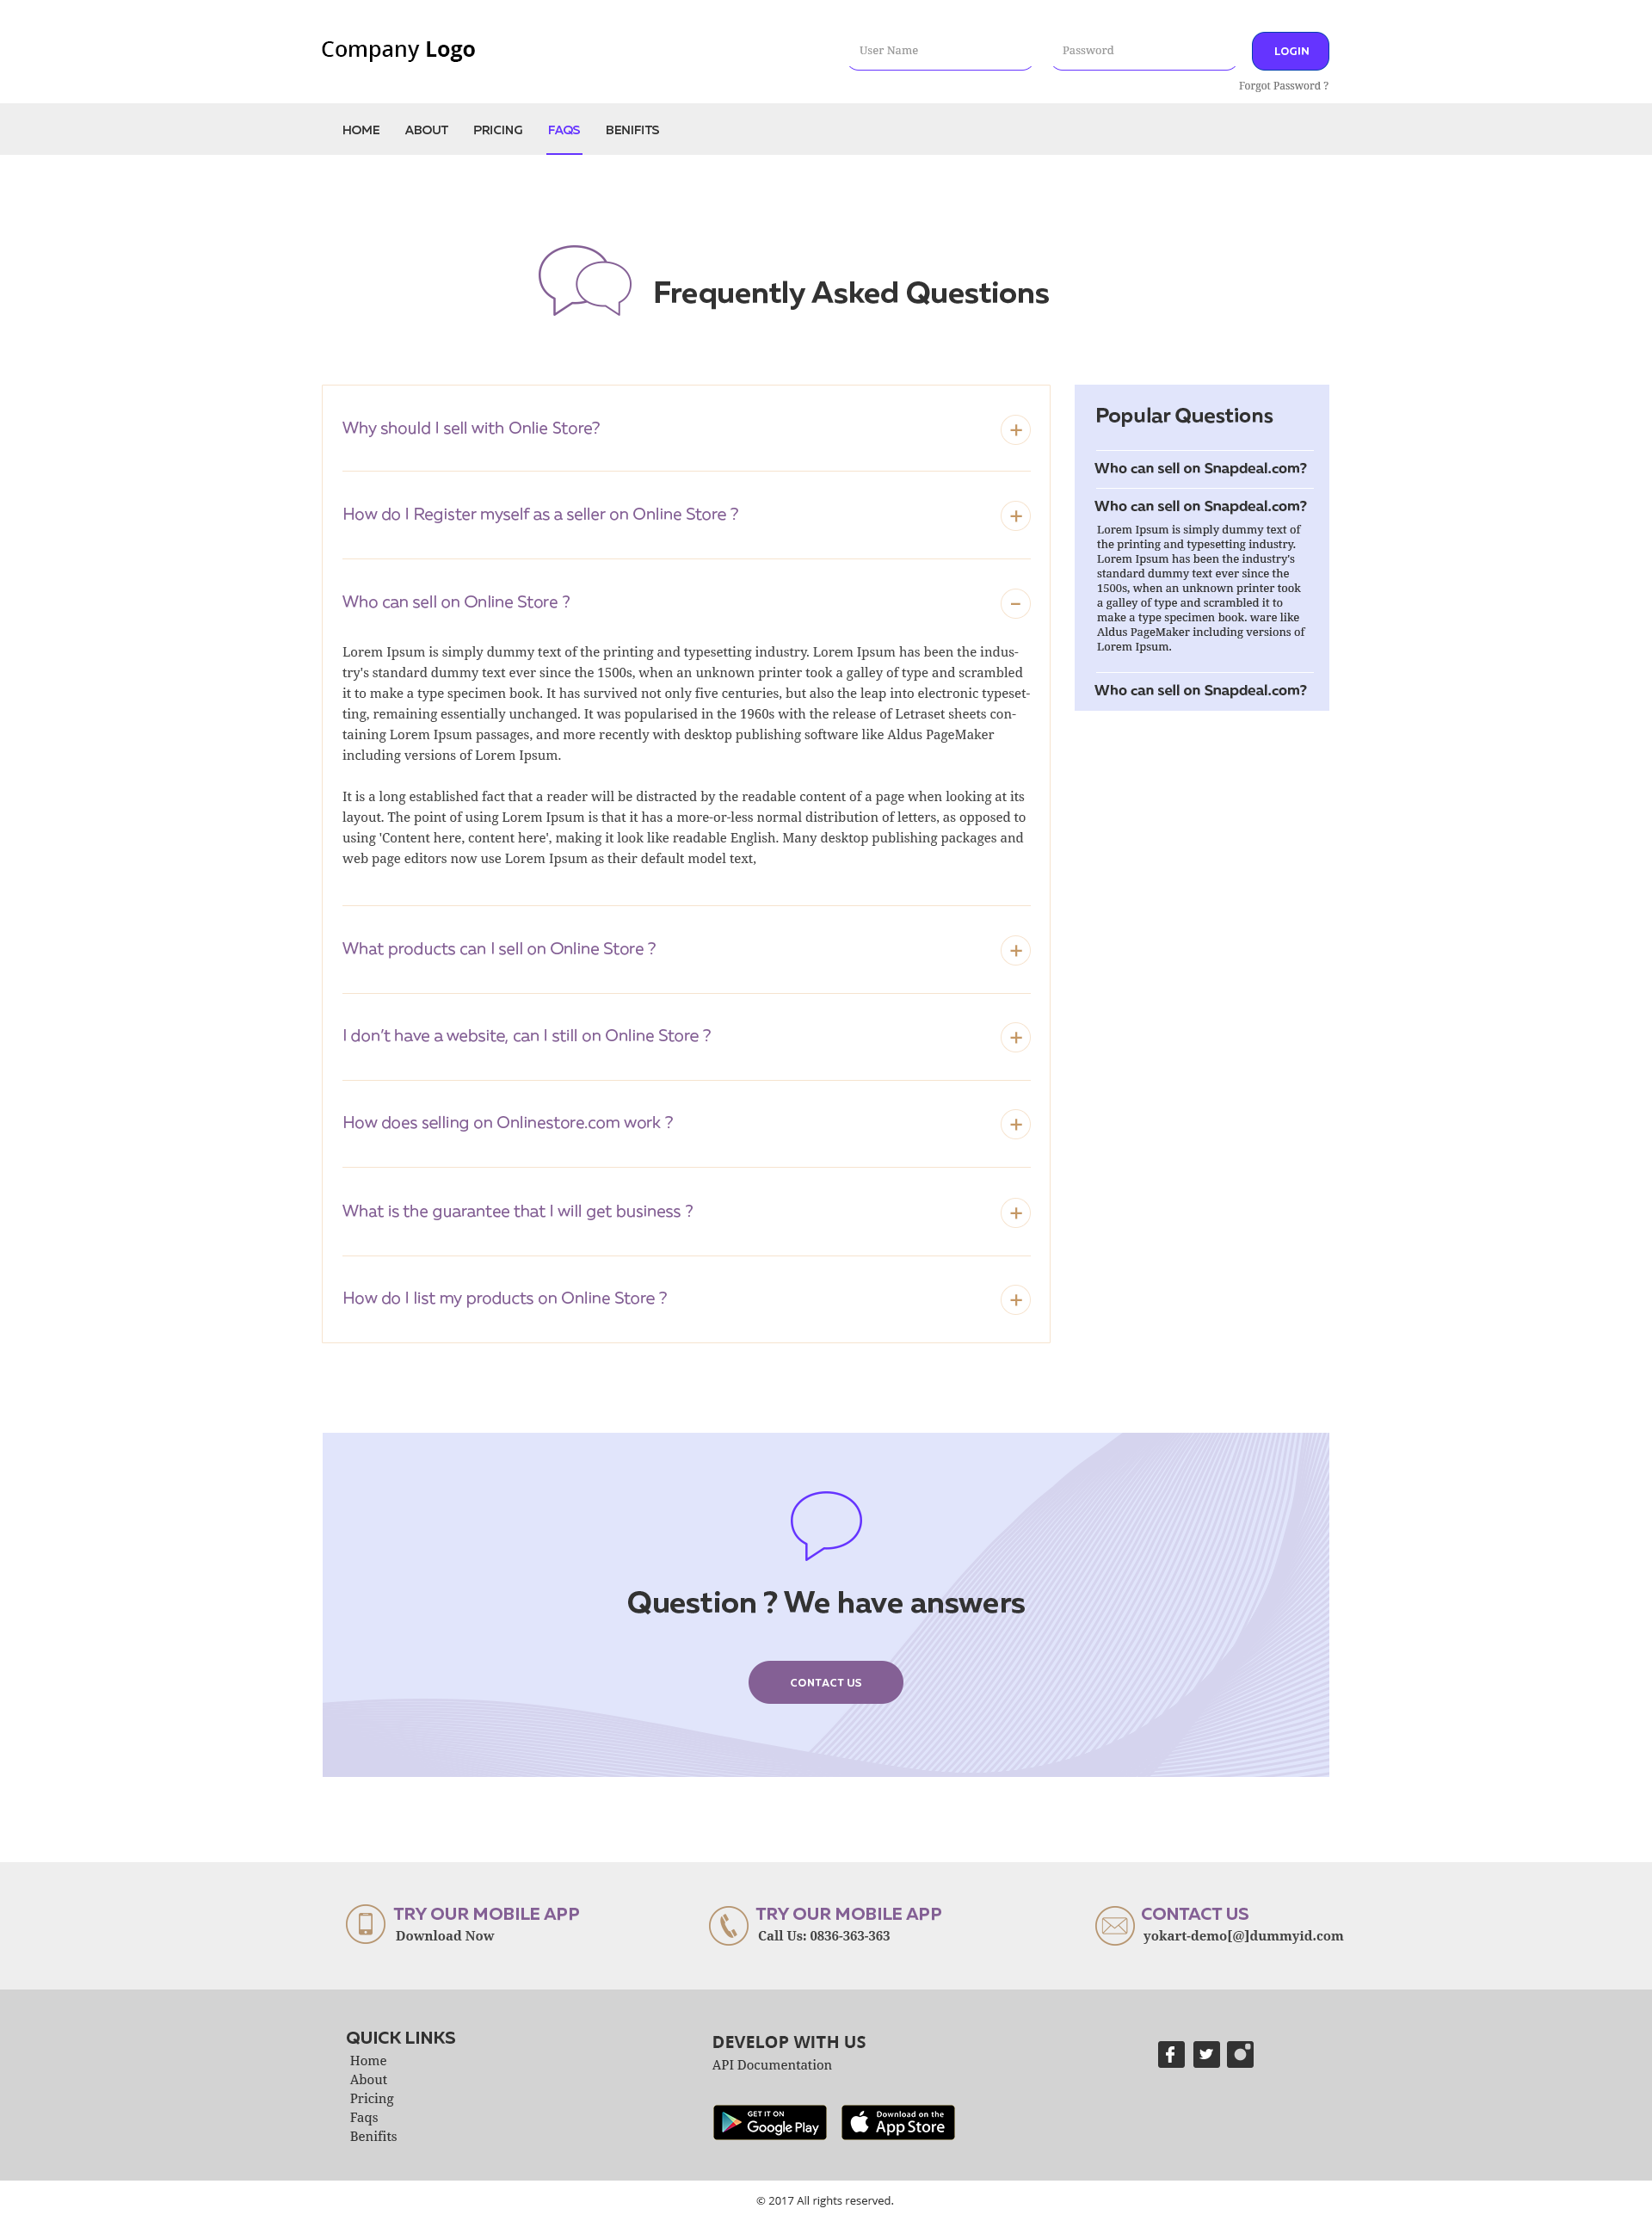 Company Logo
User Name
Password
LOGIN
Forgot Password ?
HOME ABOUT PRICING FAQS BENIFITS
Frequently Asked Questions
Why should I sell with Onlie Store?
How do I Register myself as a seller on Online Store ?
Who can sell on Online Store ?
Lorem Ipsum is simply dummy text of the printing and typesetting industry. Lorem Ipsum has been the indus-
try's standard dummy text ever since the 1500s, when an unknown printer took a galley of type and scrambled
it to make a type specimen book. It has survived not only five centuries, but also the leap into electronic typeset-
ting, remaining essentially unchanged. It was popularised in the 1960s with the release of Letraset sheets con-
taining Lorem Ipsum passages, and more recently with desktop publishing software like Aldus PageMaker
including versions of Lorem Ipsum.
It is a long established fact that a reader will be distracted by the readable content of a page when looking at its
layout. The point of using Lorem Ipsum is that it has a more-or-less normal distribution of letters, as opposed to
using 'Content here, content here', making it look like readable English. Many desktop publishing packages and
web page editors now use Lorem Ipsum as their default model text,
What products can I sell on Online Store ?
I don’t have a website, can I still on Online Store ?
How does selling on Onlinestore.com work ?
What is the guarantee that I will get business ?
How do I list my products on Online Store ?
Popular Questions
Who can sell on Snapdeal.com?
Who can sell on Snapdeal.com?
Lorem Ipsum is simply dummy text of
the printing and typesetting industry.
Lorem Ipsum has been the industry's
standard dummy text ever since the
1500s, when an unknown printer took
a galley of type and scrambled it to
make a type specimen book. ware like
Aldus PageMaker including versions of
Lorem Ipsum.
Who can sell on Snapdeal.com?
Question ? We have answers
CONTACT US
TRY OUR MOBILE APP
Download Now
TRY OUR MOBILE APP
Call Us: 0836-363-363
CONTACT US
yokart-demo[@]dummyid.com
QUICK LINKS
Home
About
Pricing
Faqs
Benifits
DEVELOP WITH US
API Documentation
GET IT ON
Google Play
Download on the
App Store
© 2017 All rights reserved.